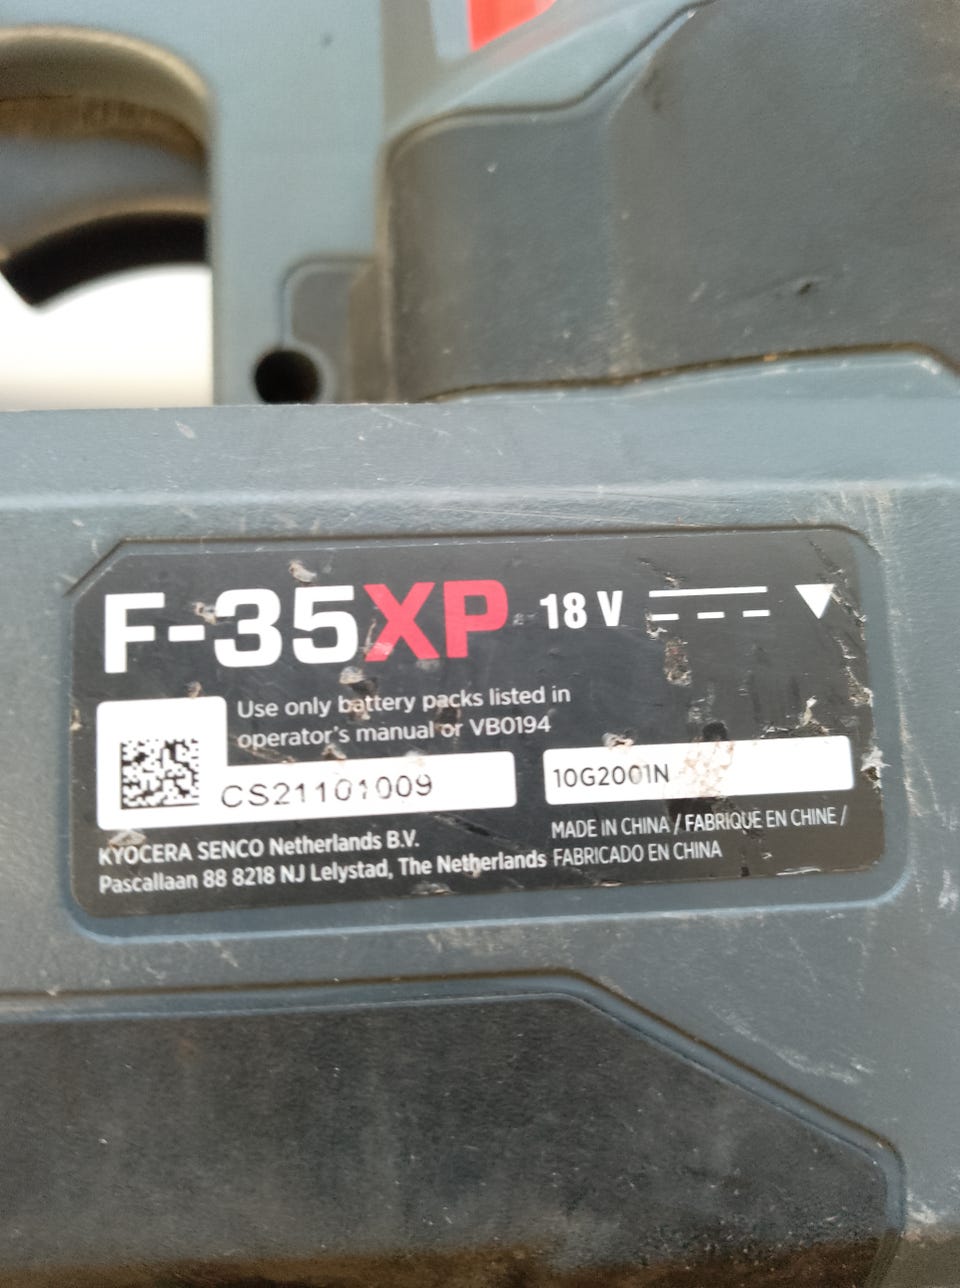 F-35XP 18 V
Use only battery packs listed in
operator's manual or VB0194
CS21101009
10G2001N
KYOCERA SENCO Netherlands B.V.
Pascallaan 88 8218 NJ Lelystad, The Netherlands
MADE IN CHINA / FABRIQUÉ EN CHINE /
FABRICADO EN CHINA